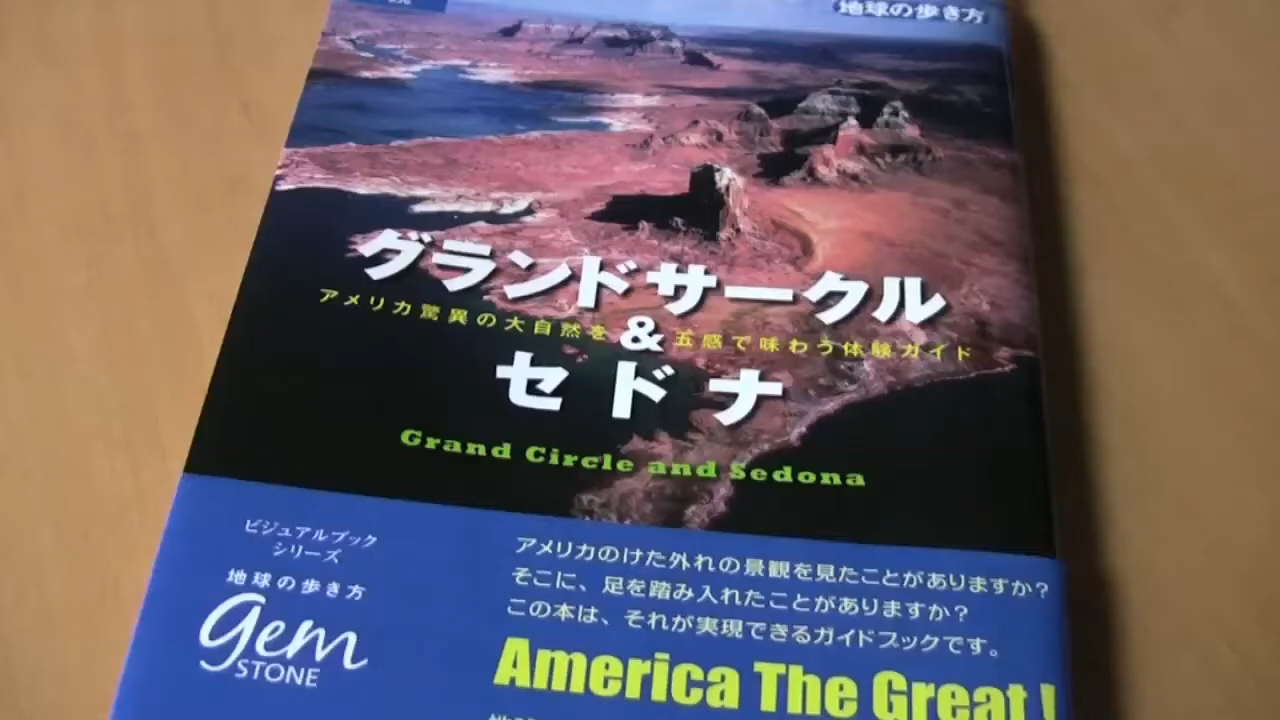 地球の歩き方
グランドサークル
アメリカ驚異の大自然を
&
五感で味わう体験ガイド
セドナ
Grand Circle and Sedona
ビジュアルブック
シリーズ
地球の歩き方
gem
STONE
アメリカのけた外れの景観を見たことがありますか?
そこに、足を踏み入れたことがありますか?
この本は、それが実現できるガイドブックです。
America The Great !